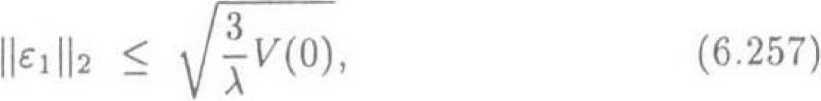 ||ε₁||₂ ≤ √(3/λ V(0)), (6.257)